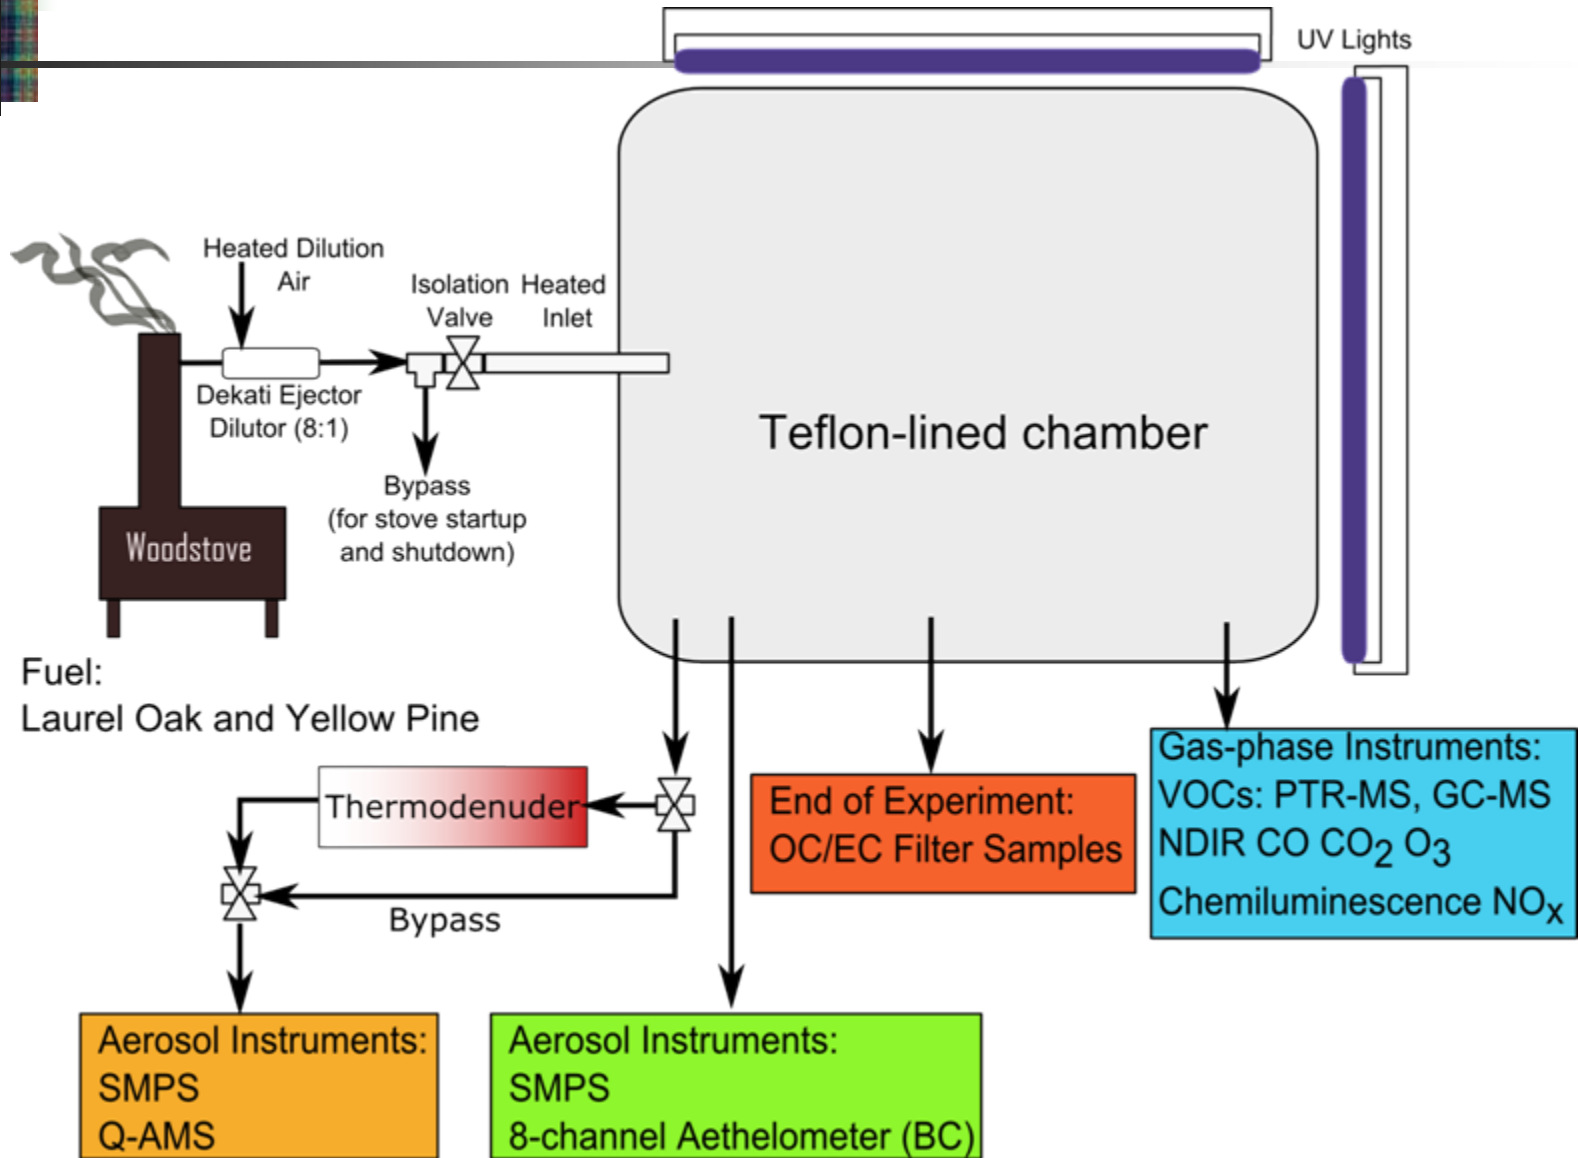 UV Lights
Heated Dilution
Air
Isolation
Valve
Heated
Inlet
Dekati Ejector
Dilutor (8:1)
Teflon-lined chamber
Bypass
(for stove startup
and shutdown)
Woodstove
Fuel:
Laurel Oak and Yellow Pine
Thermodenuder
Bypass
End of Experiment:
OC/EC Filter Samples
Gas-phase Instruments:
VOCs: PTR-MS, GC-MS
NDIR CO CO₂ O₃
Chemiluminescence NOₓ
Aerosol Instruments:
SMPS
Q-AMS
Aerosol Instruments:
SMPS
8-channel Aethelometer (BC)